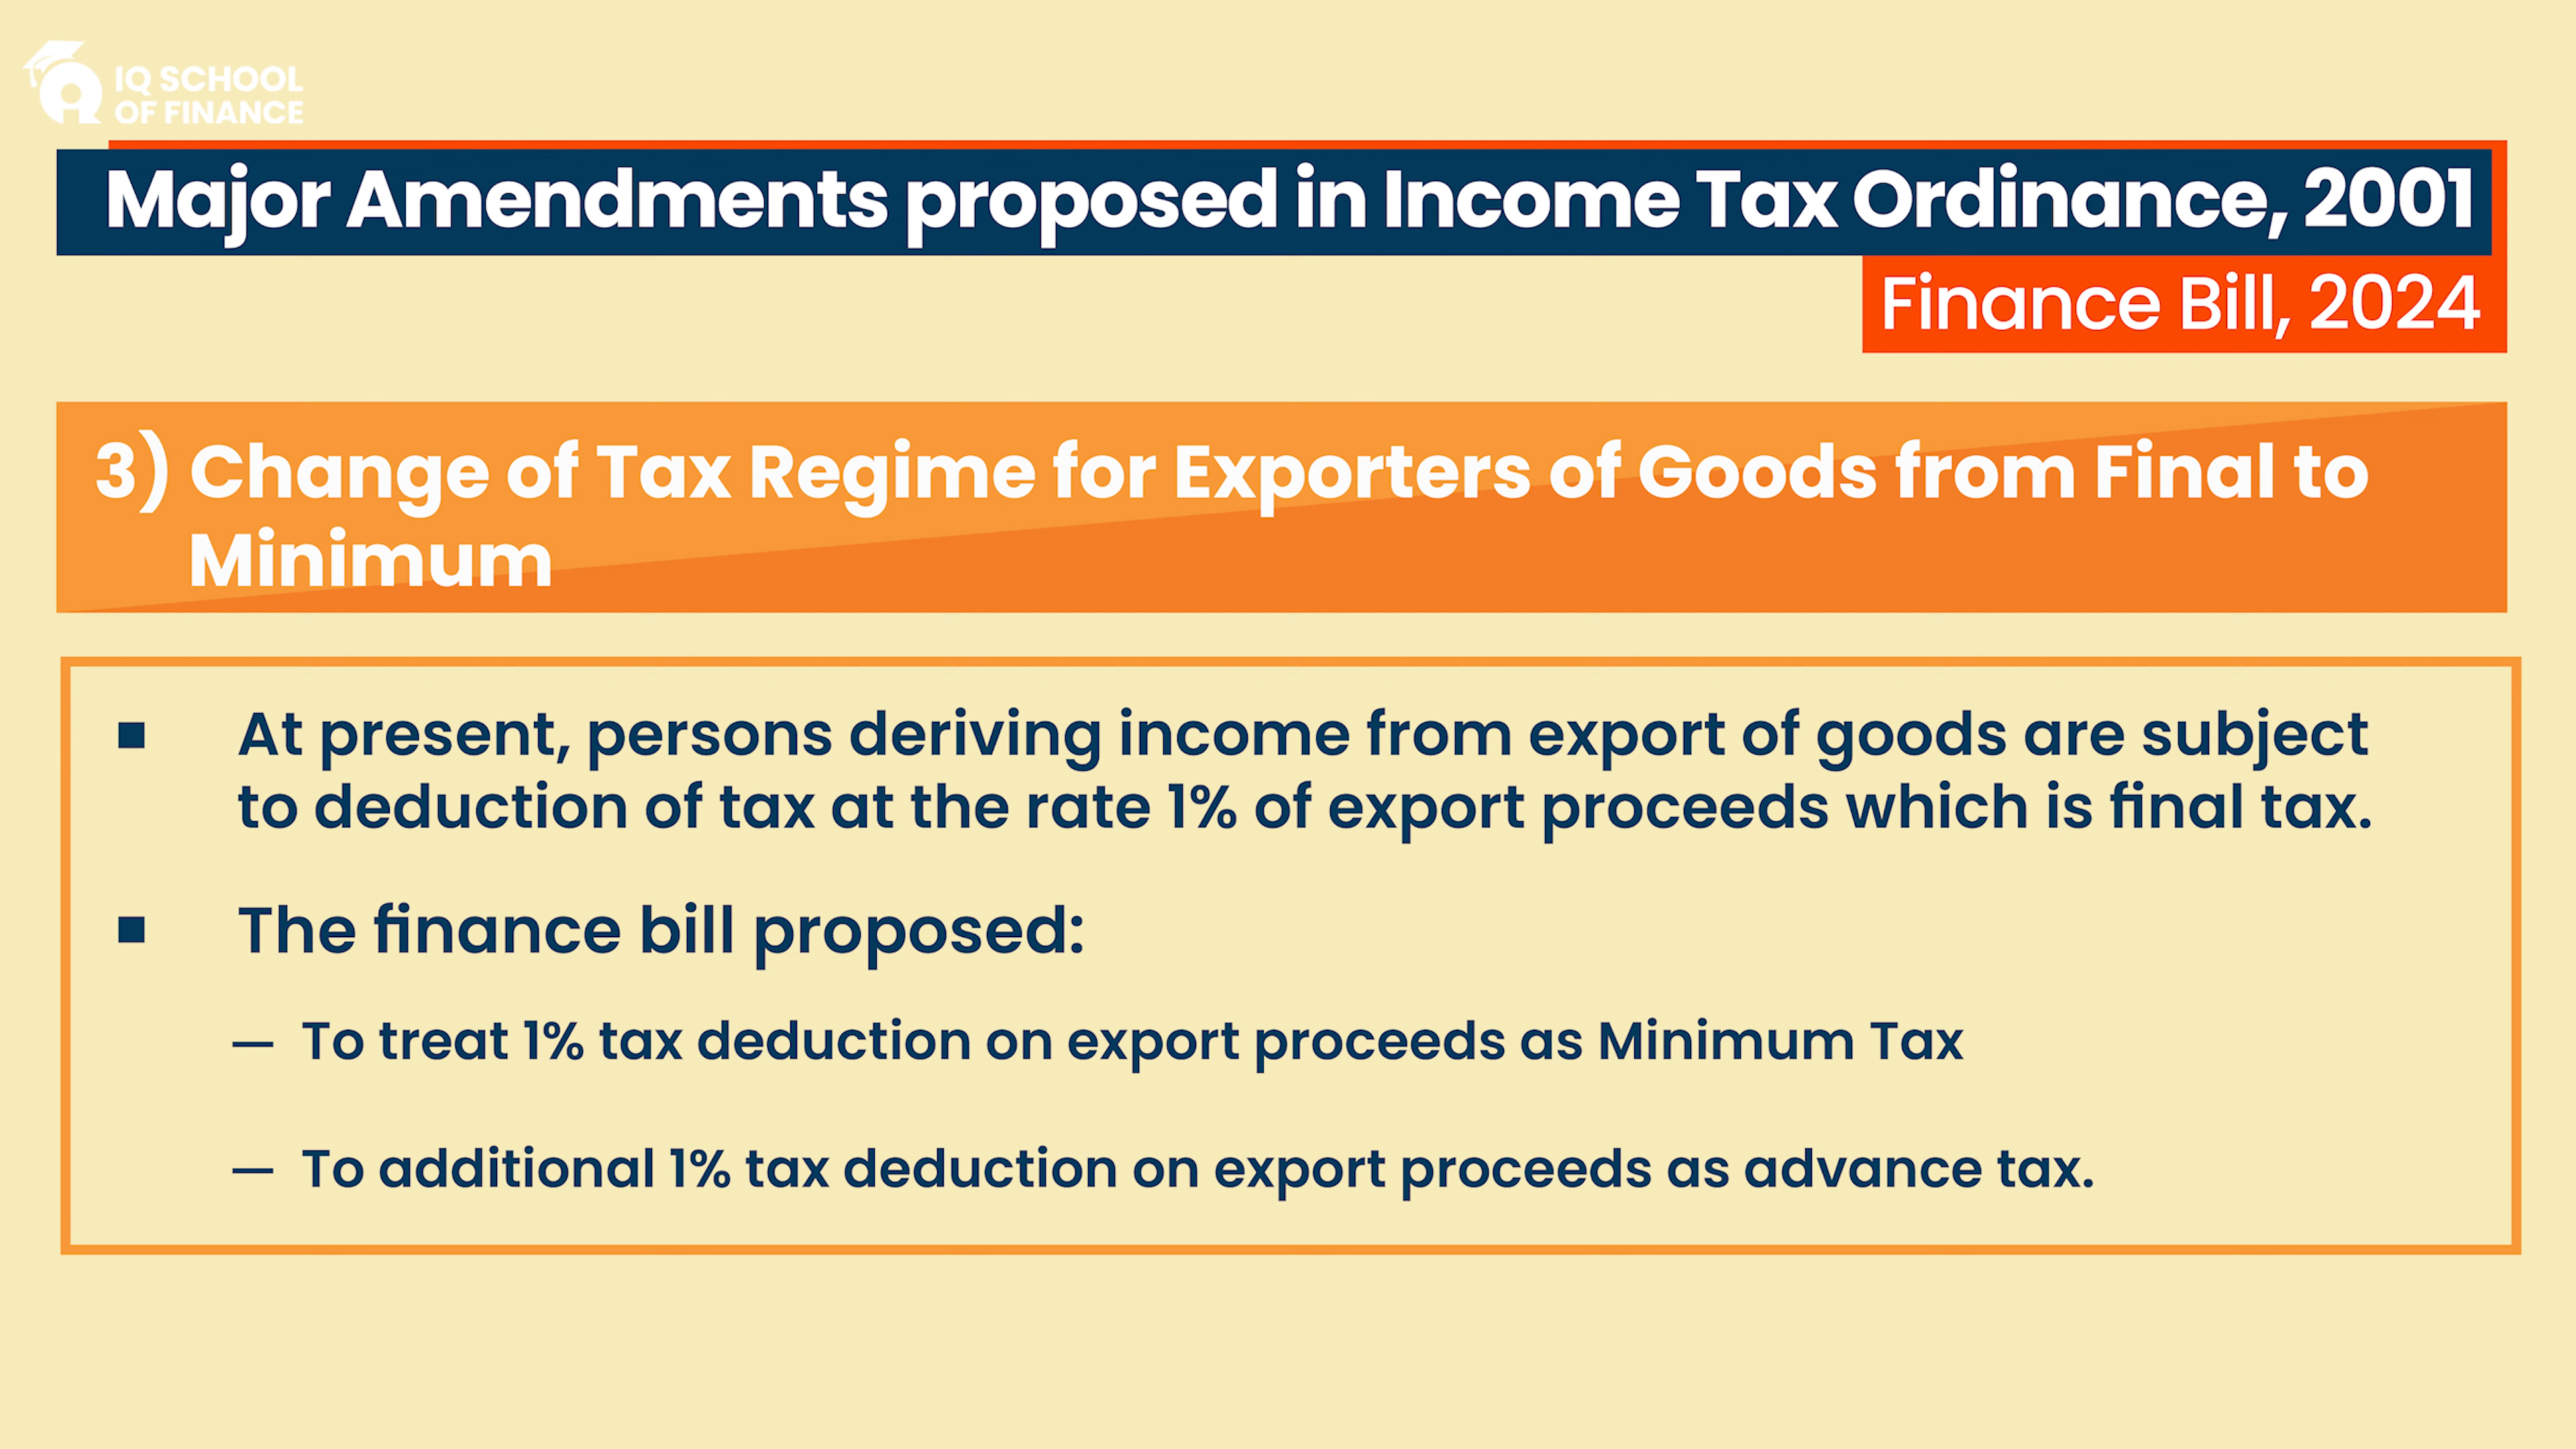 IQ SCHOOL
OF FINANCE
Major Amendments proposed in Income Tax Ordinance, 2001
Finance Bill, 2024
3) Change of Tax Regime for Exporters of Goods from Final to
Minimum
■ At present, persons deriving income from export of goods are subject
to deduction of tax at the rate 1% of export proceeds which is final tax.
■ The finance bill proposed:
— To treat 1% tax deduction on export proceeds as Minimum Tax
— To additional 1% tax deduction on export proceeds as advance tax.